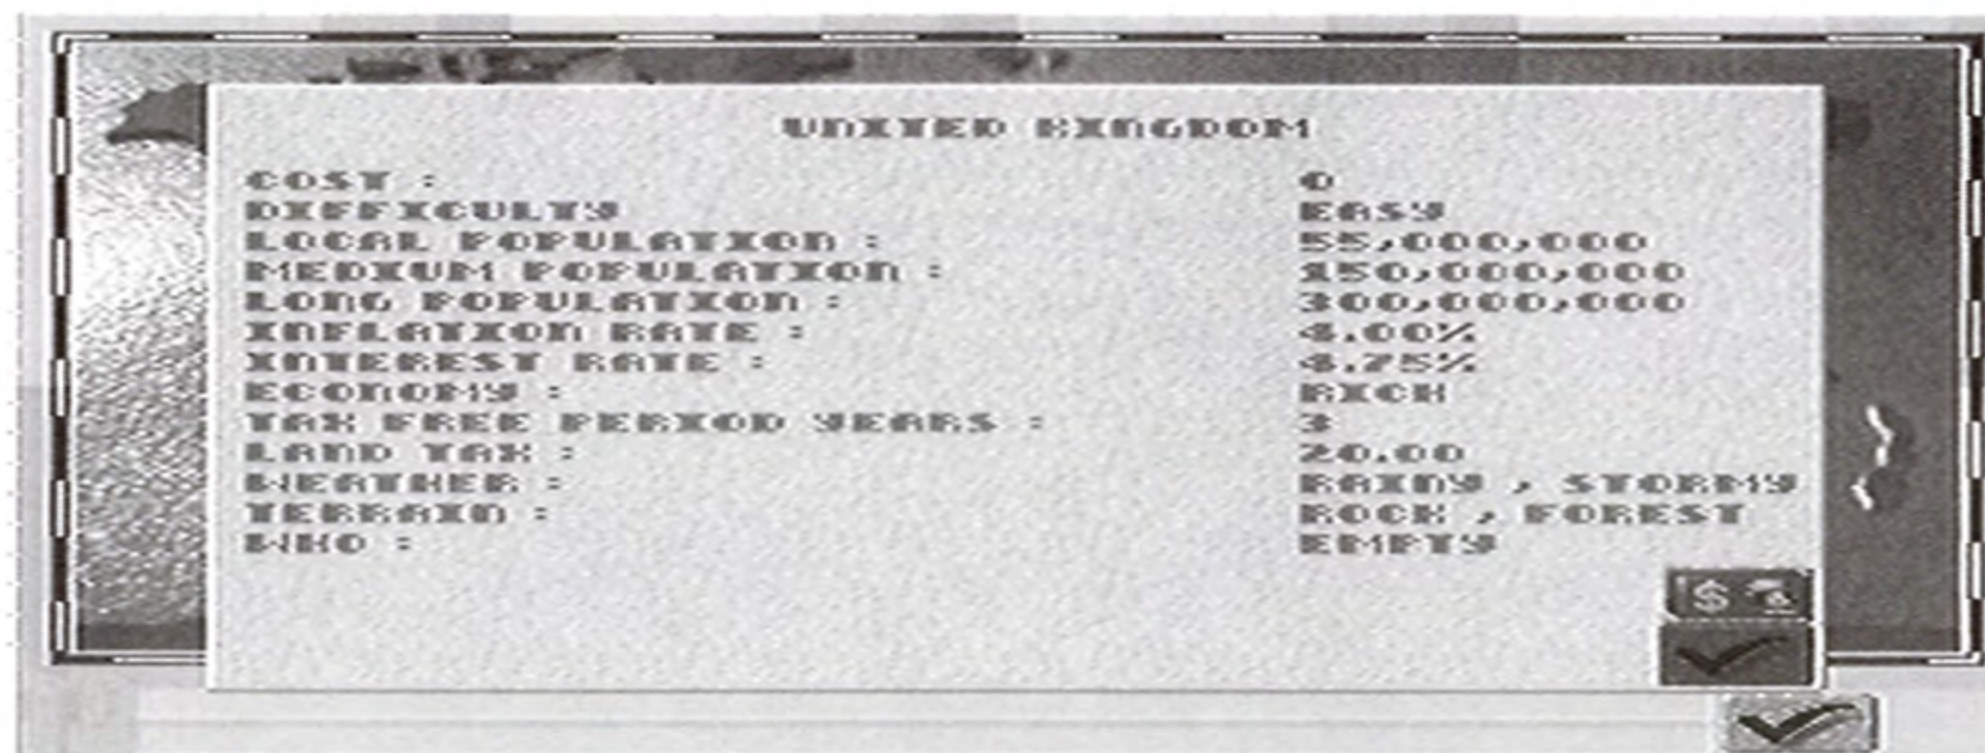 UNITED KINGDOM
COST : 0
DIFFICULTY EASY
LOCAL POPULATION : 55,000,000
MEDIUM POPULATION : 150,000,000
LONG POPULATION : 300,000,000
INFLATION RATE : 4.00%
INTEREST RATE : 4.75%
ECONOMY : RICH
TAX FREE PERIOD YEARS : 3
LAND TAX : 20.00
WEATHER : RAINY , STORMY
TERRAIN : ROCK , FOREST
WHO : EMPTY
$